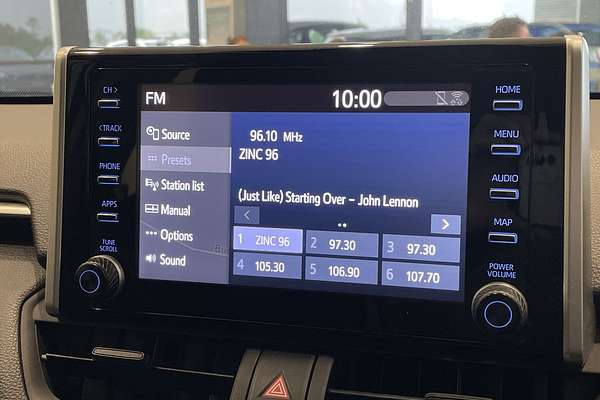 FM 10:00
Source
Presets
Station list
Manual
Options
Sound
96.10 MHz
ZINC 96
(Just Like) Starting Over – John Lennon
< >
1 ZINC 96 2 97.30 3 97.30
4 105.30 5 106.90 6 107.70
CH >
< TRACK
PHONE
APPS
TUNE
SCROLL
HOME
MENU
AUDIO
MAP
POWER
VOLUME